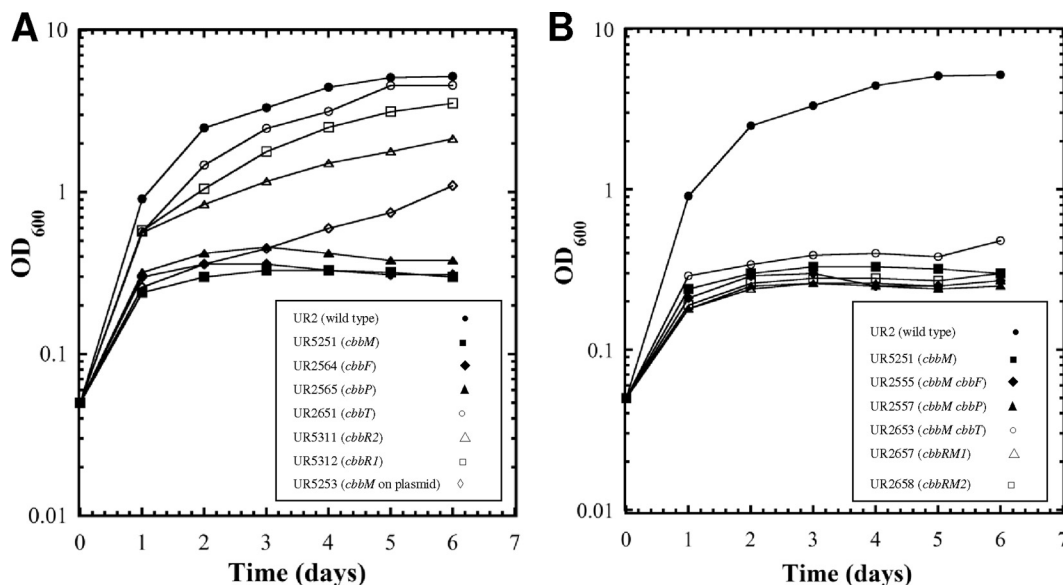 A
10
1
0.1
0.01
OD600
0 1 2 3 4 5 6 7
Time (days)
UR2 (wild type)
UR5251 (cbbM)
UR2564 (cbbF)
UR2565 (cbbP)
UR2651 (cbbT)
UR5311 (cbbR2)
UR5312 (cbbR1)
UR5253 (cbbM on plasmid)
B
10
1
0.1
0.01
OD600
0 1 2 3 4 5 6 7
Time (days)
UR2 (wild type)
UR5251 (cbbM)
UR2555 (cbbM cbbF)
UR2557 (cbbM cbbP)
UR2653 (cbbM cbbT)
UR2657 (cbbRM1)
UR2658 (cbbRM2)